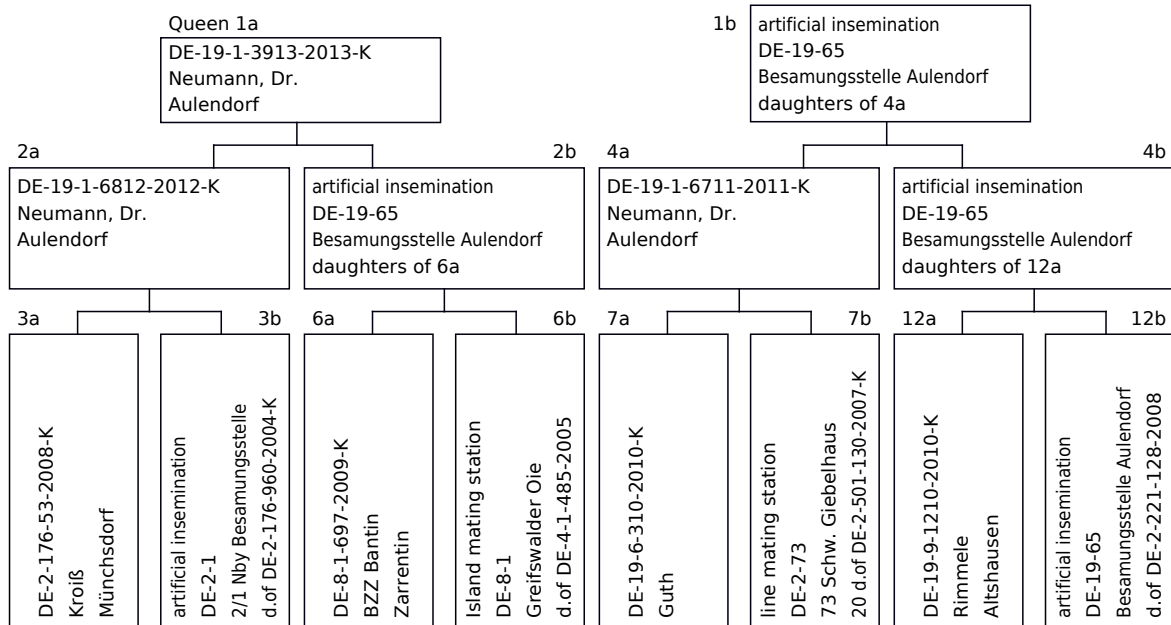 Queen 1a
DE-19-1-3913-2013-K
Neumann, Dr.
Aulendorf
1b
artificial insemination
DE-19-65
Besamungsstelle Aulendorf
daughters of 4a
2a
DE-19-1-6812-2012-K
Neumann, Dr.
Aulendorf
2b
artificial insemination
DE-19-65
Besamungsstelle Aulendorf
daughters of 6a
4a
DE-19-1-6711-2011-K
Neumann, Dr.
Aulendorf
4b
artificial insemination
DE-19-65
Besamungsstelle Aulendorf
daughters of 12a
3a
DE-2-176-53-2008-K
Kroiß
Münchsdorf
3b
artificial insemination
DE-2-1
2/1 Nby Besamungsstelle
d.of DE-2-176-960-2004-K
6a
DE-8-1-697-2009-K
BZZ Bantin
Zarrentin
6b
Island mating station
DE-8-1
Greifswalder Oie
d.of DE-4-1-485-2005
7a
DE-19-6-310-2010-K
Guth
7b
line mating station
DE-2-73
73 Schw. Giebelhaus
20 d.of DE-2-501-130-2007-K
12a
DE-19-9-1210-2010-K
Rimmele
Altshausen
12b
artificial insemination
DE-19-65
Besamungsstelle Aulendorf
d.of DE-2-221-128-2008